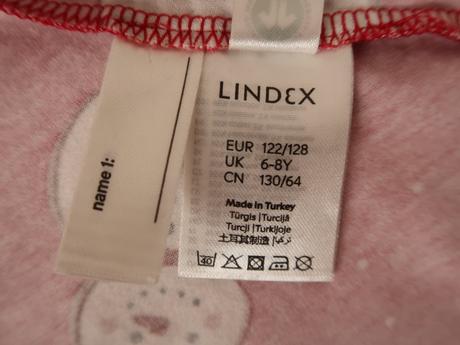 name 1:
LINDEX
EUR 122/128
UK 6-8Y
CN 130/64
Made in Turkey
Türgis | Turcijā
Turcji | Turkijoje
土耳其制造 |
40